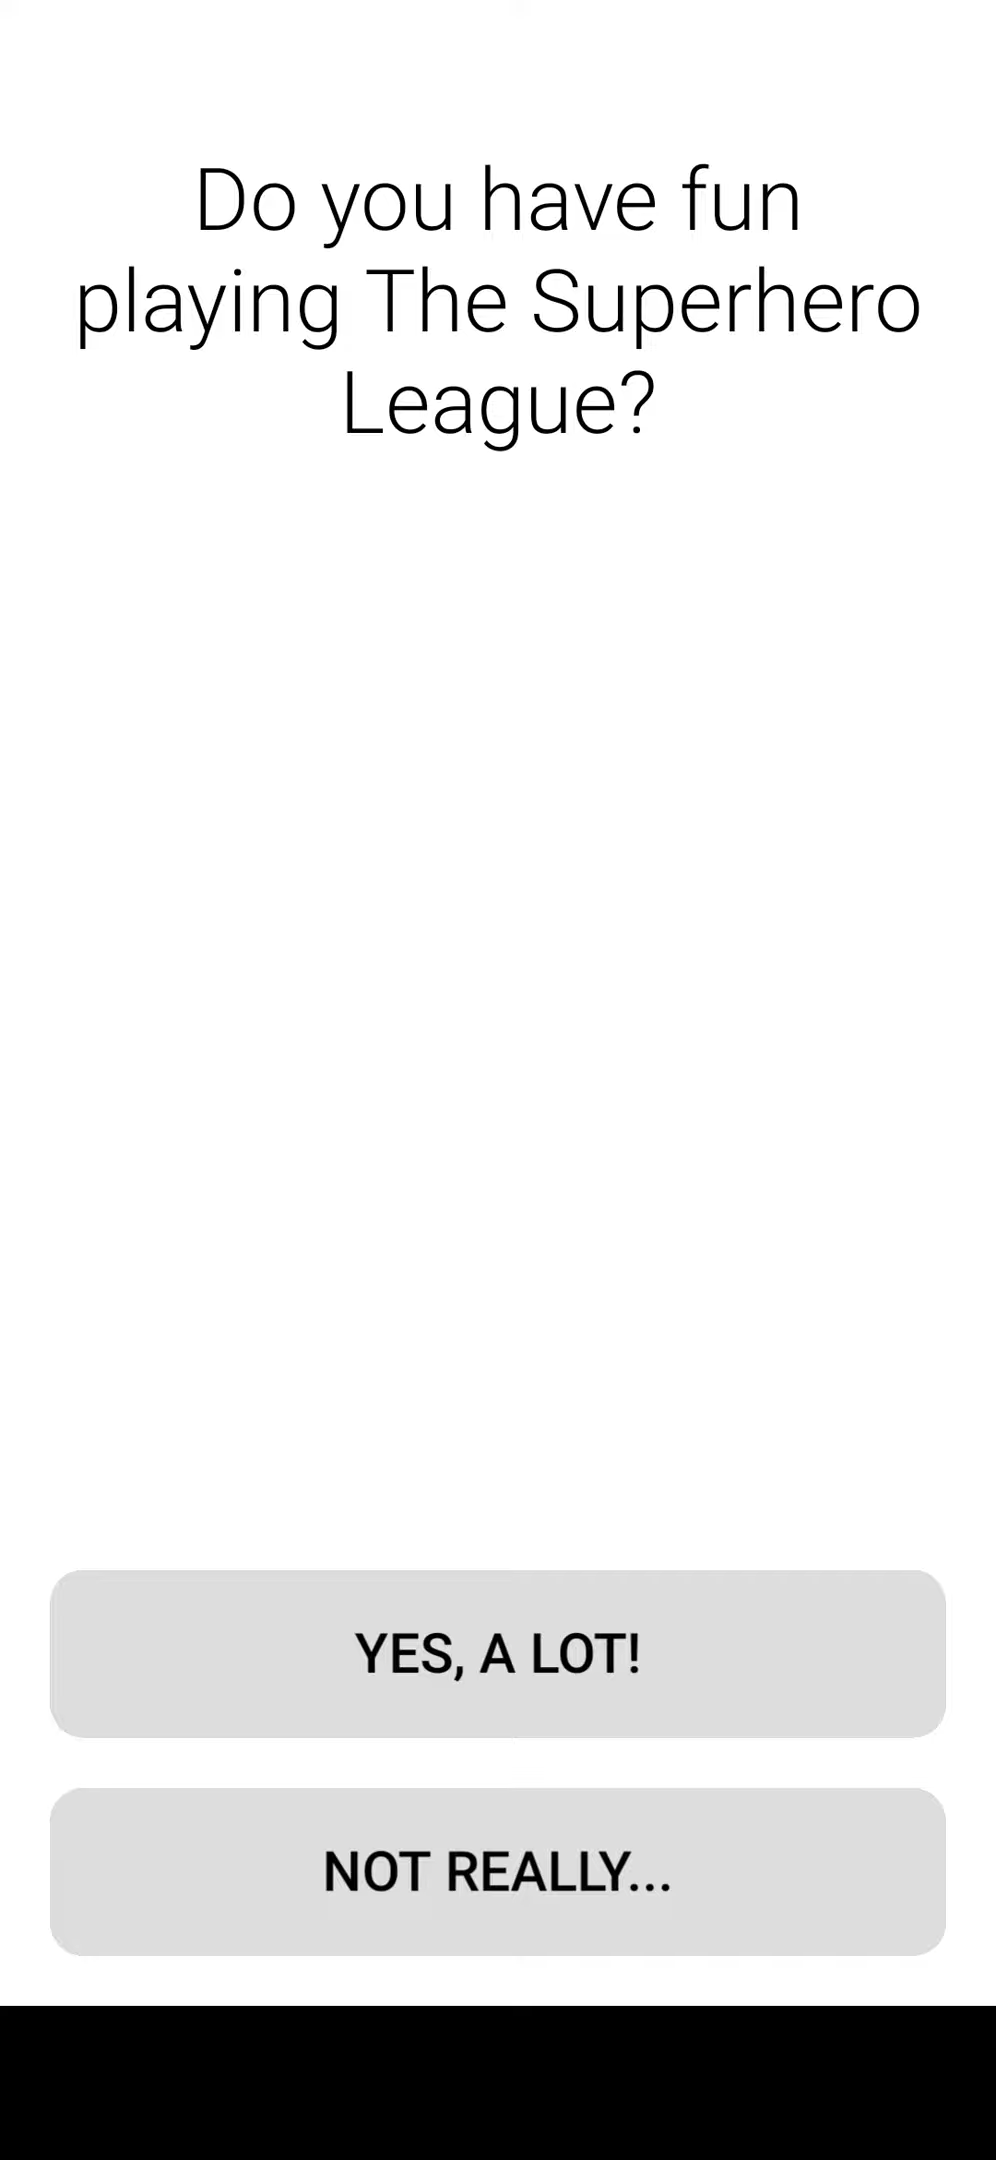 Do you have fun
playing The Superhero
League?
YES, A LOT!
NOT REALLY...